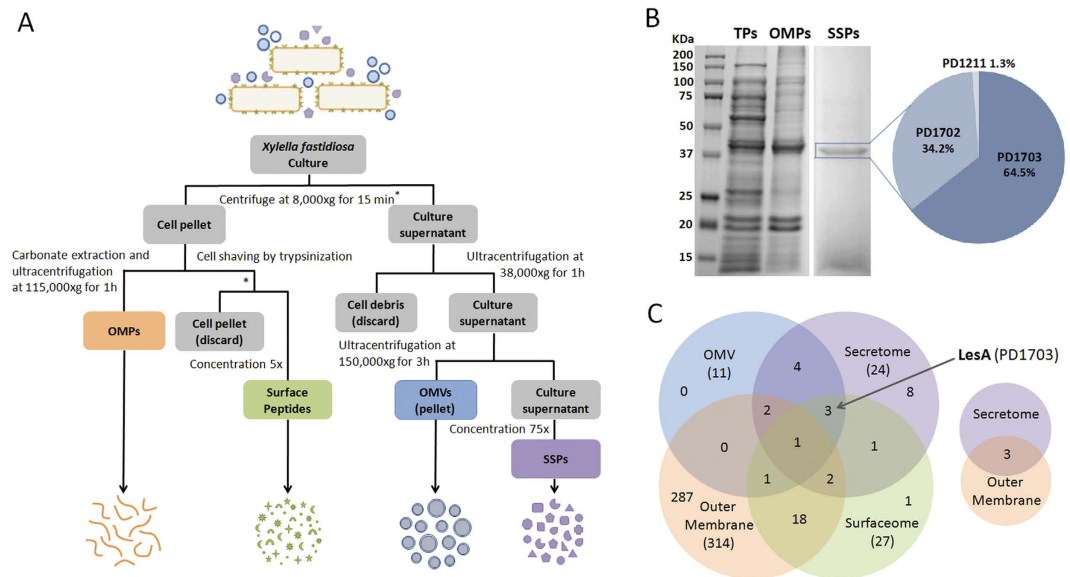 A
Xylella fastidiosa
Culture
Centrifuge at 8,000xg for 15 min*
Cell pellet
Culture
supernatant
Carbonate extraction and
ultracentrifugation
at 115,000xg for 1h
Cell shaving by trypsinization
Ultracentrifugation at
38,000xg for 1h
*
OMPs
Cell pellet
(discard)
Cell debris
(discard)
Culture
supernatant
Concentration 5x
Ultracentrifugation at
150,000xg for 3h
Surface
Peptides
OMVs
(pellet)
Culture
supernatant
Concentration 75x
SSPs
B
TPs OMPs SSPs
KDa
200
150
100
75
50
37
25
20
15
PD1211 1.3%
PD1702
34.2%
PD1703
64.5%
C
OMV
(11)
Secretome
(24)
LesA (PD1703)
4
0
8
2
3
0
1
1
1
2
287
Outer
Membrane
(314)
18
1
Surfaceome
(27)
Secretome
3
Outer
Membrane